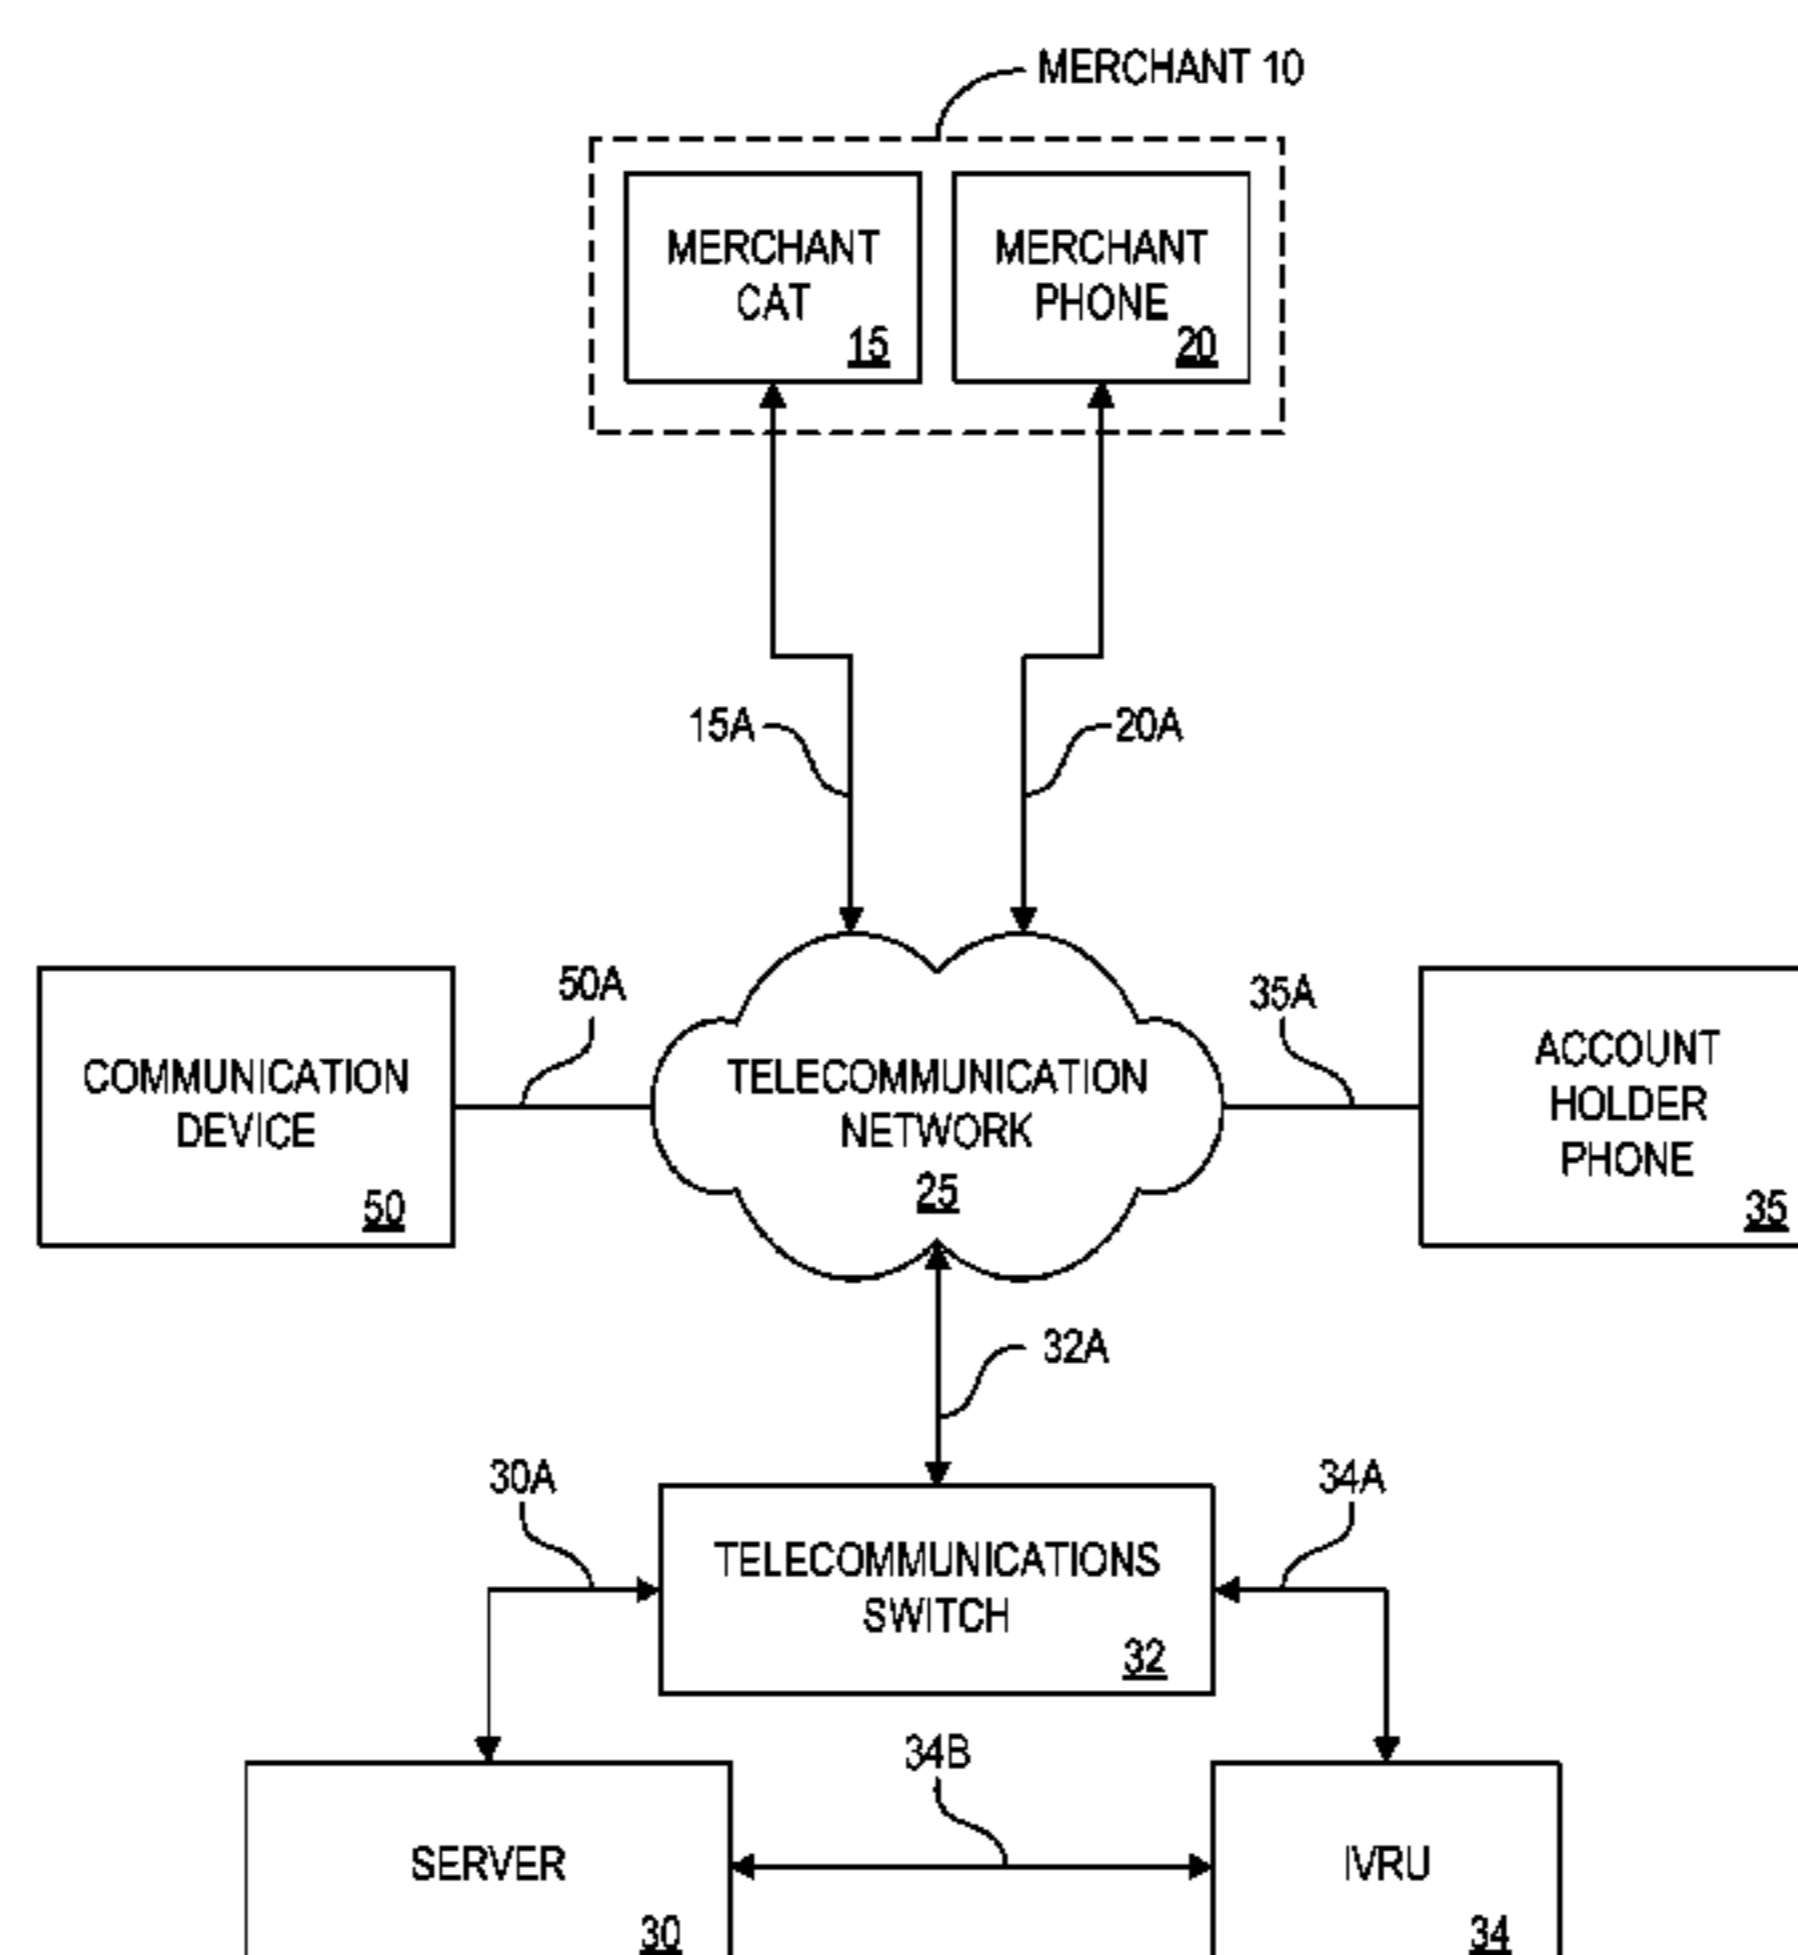 MERCHANT 10
MERCHANT
CAT
15
MERCHANT
PHONE
20
15A
20A
50A
35A
COMMUNICATION
DEVICE
50
TELECOMMUNICATION
NETWORK
25
ACCOUNT
HOLDER
PHONE
35
32A
30A
34A
TELECOMMUNICATIONS
SWITCH
32
34B
SERVER
30
IVRU
34